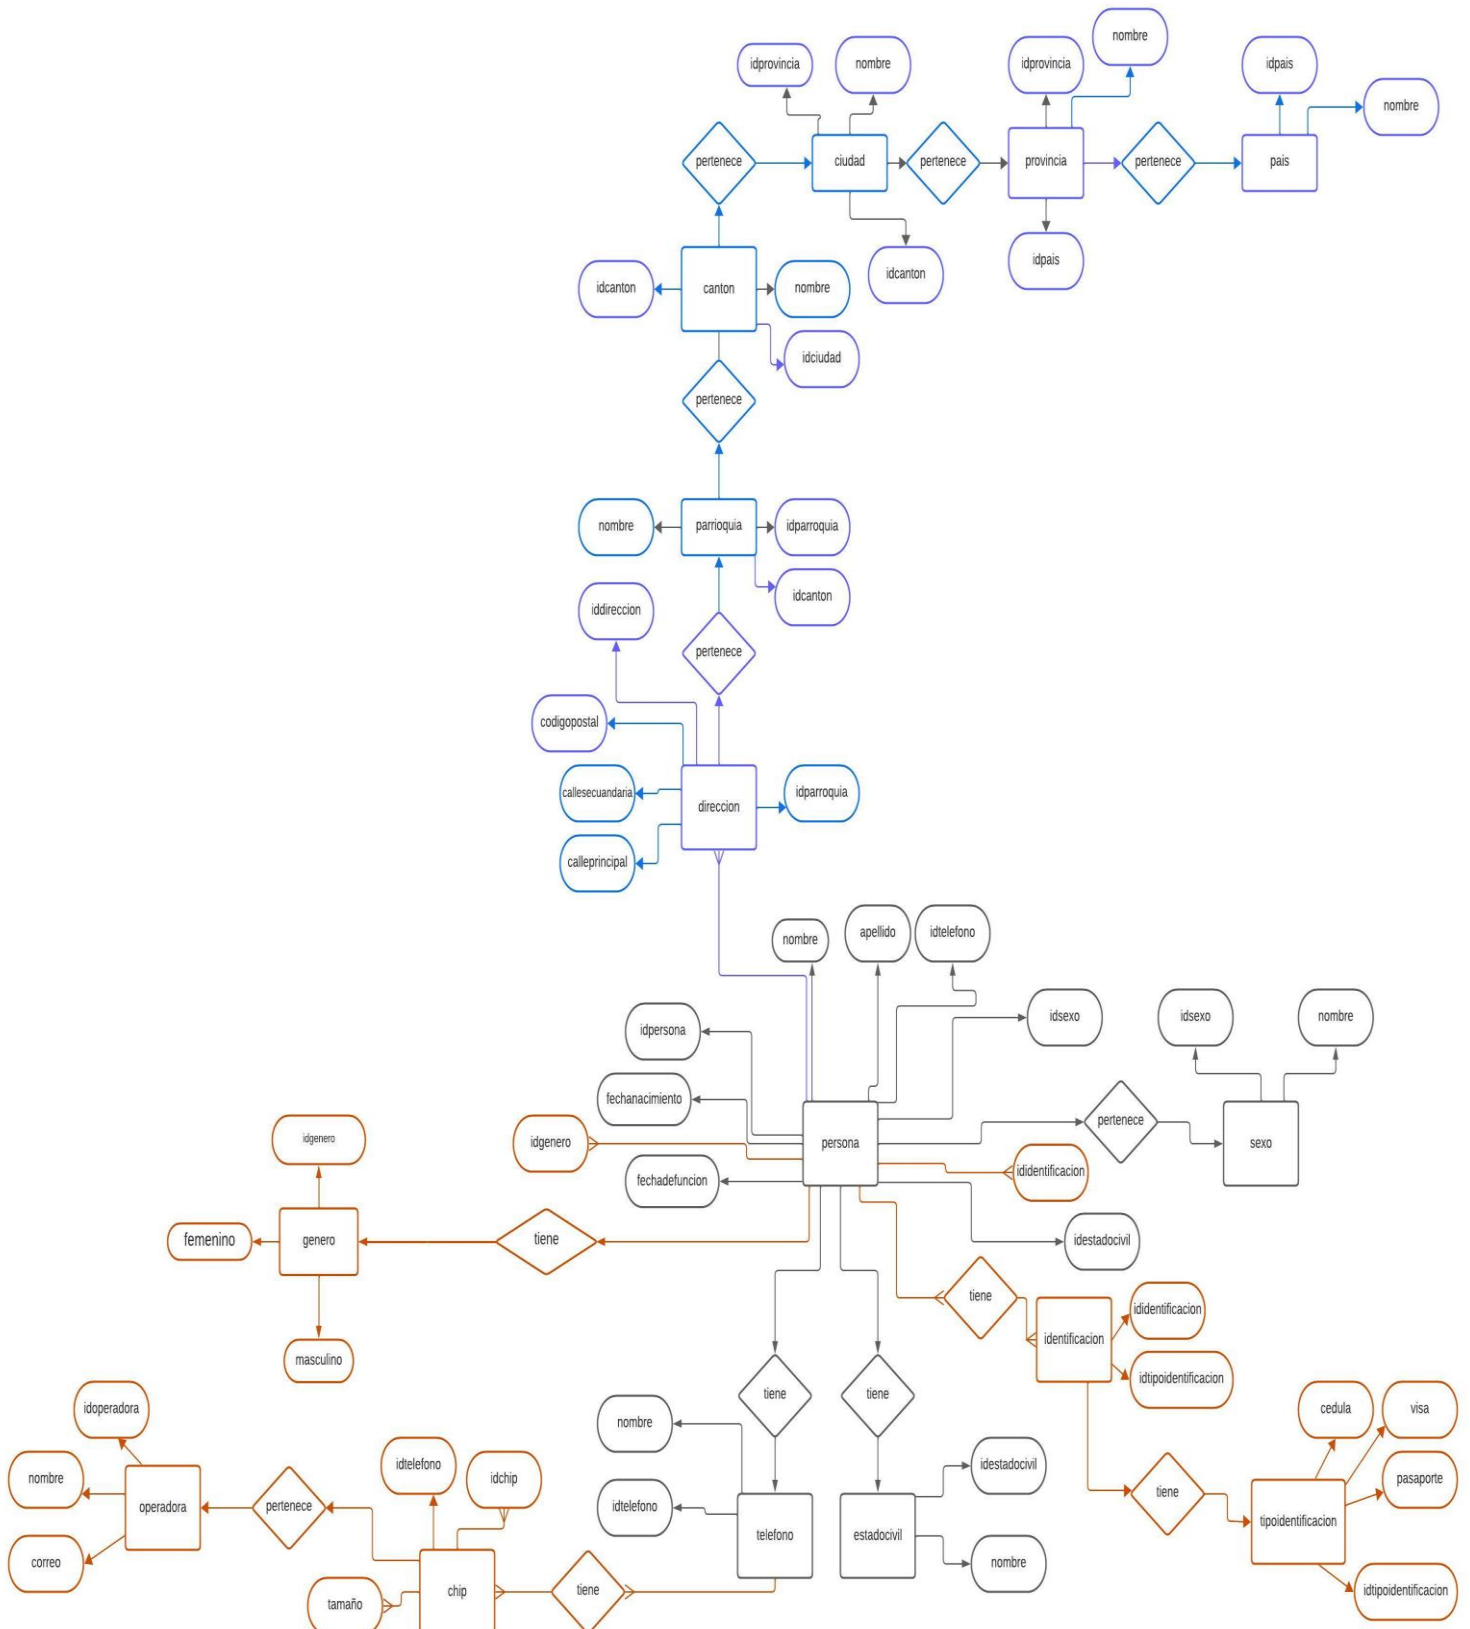 nombre
idprovincia
nombre
idprovincia
idpais
nombre
pertenece
ciudad
pertenece
provincia
pertenece
pais
idcanton
idpais
idcanton
canton
nombre
idciudad
pertenece
nombre
parrioquia
idparroquia
idcanton
iddireccion
pertenece
codigopostal
callesecuandaria
direccion
idparroquia
calleprincipal
nombre
apellido
idtelefono
idpersona
idsexo
idsexo
nombre
fechanacimiento
pertenece
idgenero
idgenero
persona
sexo
ididentificacion
fechadefuncion
femenino
genero
tiene
idestadocivil
tiene
ididentificacion
identificacion
masculino
idtipoidentificacion
tiene
tiene
idoperadora
nombre
cedula
visa
idtelefono
idchip
idestadocivil
nombre
pasaporte
operadora
pertenece
idtelefono
tiene
telefono
estadocivil
tipoidentificacion
correo
nombre
chip
tiene
idtipoidentificacion
tamaño